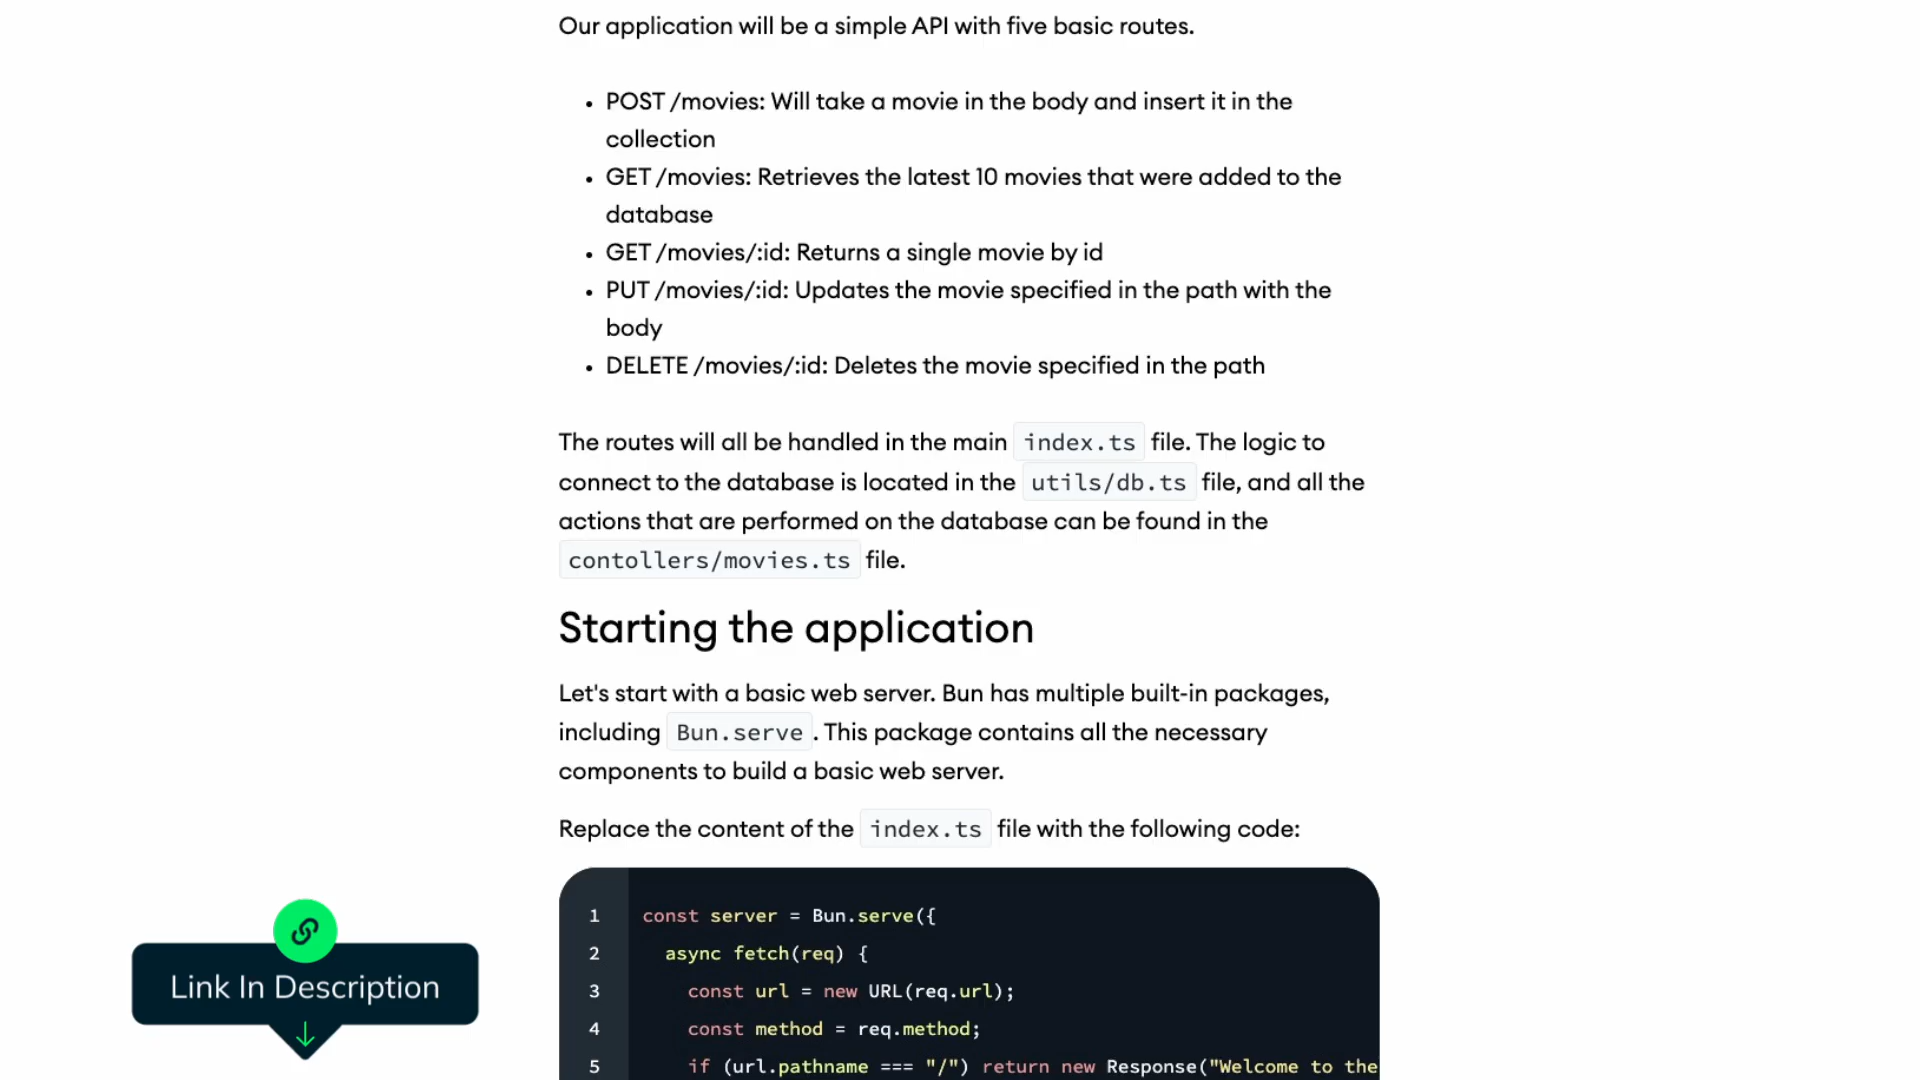 Our application will be a simple API with five basic routes.
• POST /movies: Will take a movie in the body and insert it in the
collection
• GET /movies: Retrieves the latest 10 movies that were added to the
database
• GET /movies/:id: Returns a single movie by id
• PUT /movies/:id: Updates the movie specified in the path with the
body
• DELETE /movies/:id: Deletes the movie specified in the path
The routes will all be handled in the main index.ts file. The logic to
connect to the database is located in the utils/db.ts file, and all the
actions that are performed on the database can be found in the
contollers/movies.ts file.
Starting the application
Let's start with a basic web server. Bun has multiple built-in packages,
including Bun.serve. This package contains all the necessary
components to build a basic web server.
Replace the content of the index.ts file with the following code:
1 const server = Bun.serve({
2 async fetch(req) {
3 const url = new URL(req.url);
4 const method = req.method;
5 if (url.pathname === "/") return new Response("Welcome to the
Link In Description